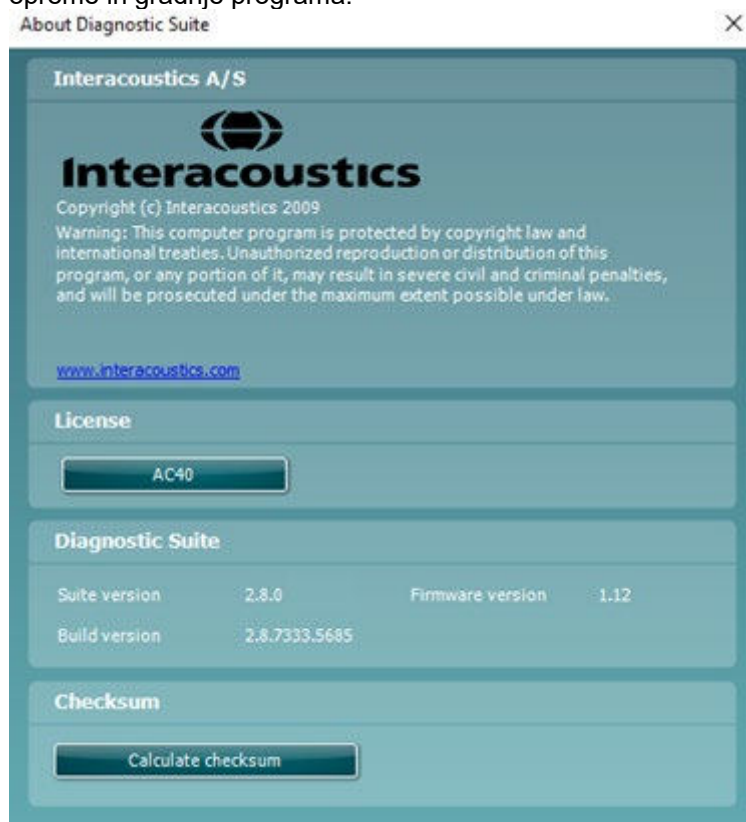 opreme in gradnje programa.
About Diagnostic Suite
Interacoustics A/S
Interacoustics
Copyright (c) Interacoustics 2009
Warning: This computer program is protected by copyright law and
international treaties. Unauthorized reproduction or distribution of this
program, or any portion of it, may result in severe civil and criminal penalties,
and will be prosecuted under the maximum extent possible under law.
www.interacoustics.com
License
AC40
Diagnostic Suite
Suite version 2.8.0 Firmware version 1.12
Build version 2.8.7333.5685
Checksum
Calculate checksum